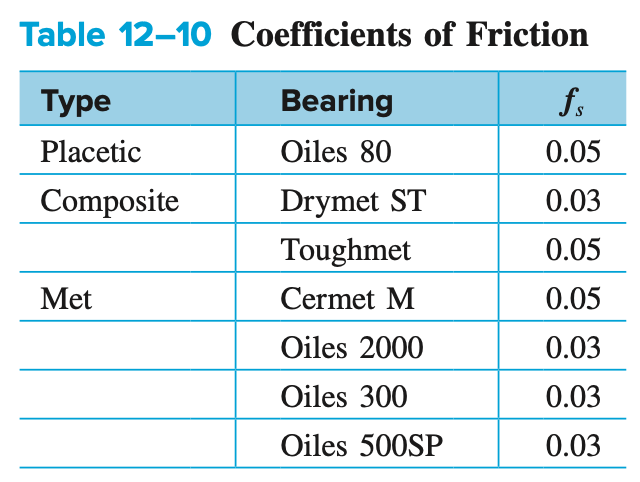 Table 12–10 Coefficients of Friction
Type Bearing fs
Placetic Oiles 80 0.05
Composite Drymet ST 0.03
Toughmet 0.05
Met Cermet M 0.05
Oiles 2000 0.03
Oiles 300 0.03
Oiles 500SP 0.03